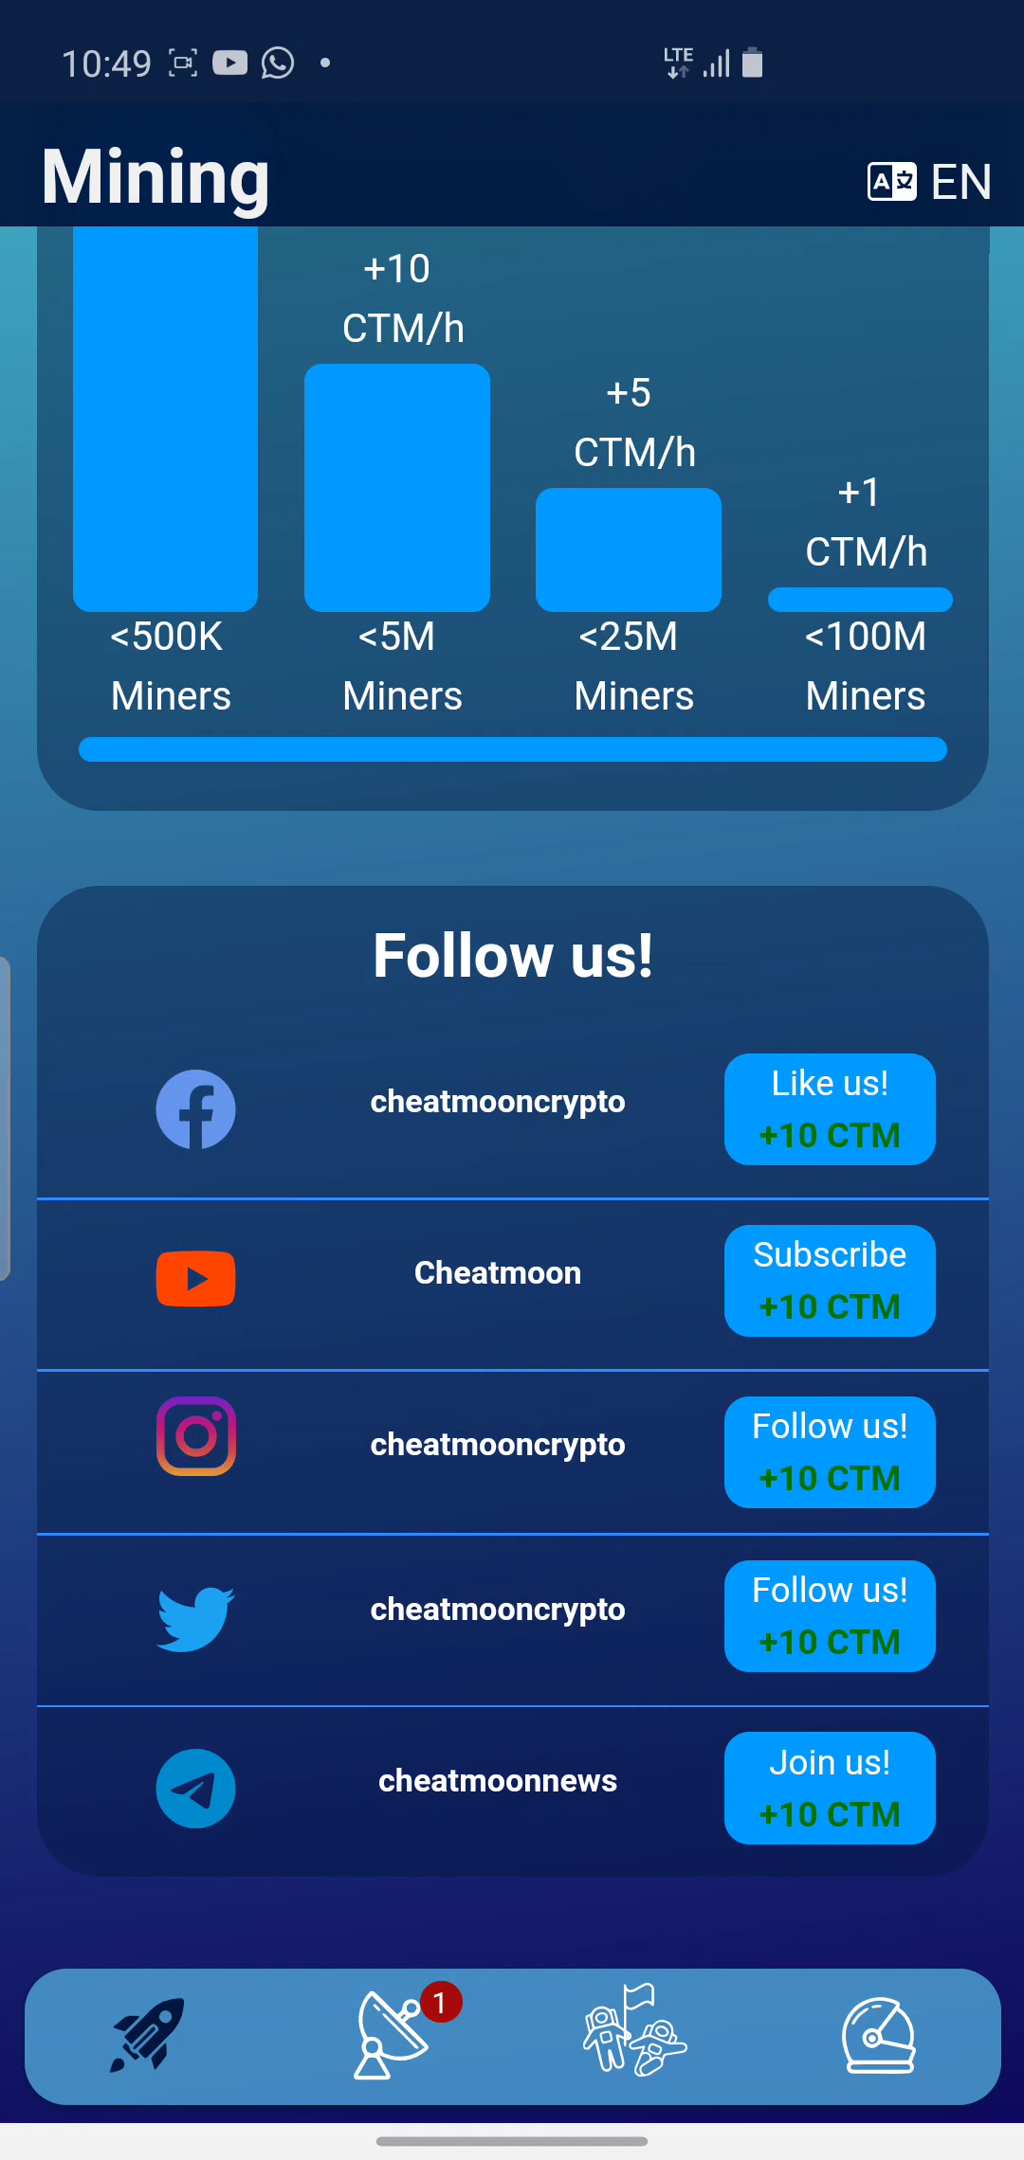 10:49
LTE
Mining
EN
+10
CTM/h
+5
CTM/h
+1
CTM/h
<500K
Miners
<5M
Miners
<25M
Miners
<100M
Miners
Follow us!
cheatmooncrypto
Like us!
+10 CTM
Cheatmoon
Subscribe
+10 CTM
cheatmooncrypto
Follow us!
+10 CTM
cheatmooncrypto
Follow us!
+10 CTM
cheatmoonnews
Join us!
+10 CTM
1